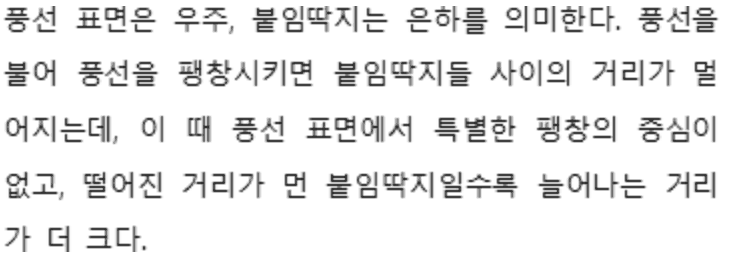 풍선 표면은 우주, 붙임딱지는 은하를 의미한다. 풍선을
불어 풍선을 팽창시키면 붙임딱지들 사이의 거리가 멀
어지는데, 이 때 풍선 표면에서 특별한 팽창의 중심이
없고, 떨어진 거리가 먼 붙임딱지일수록 늘어나는 거리
가 더 크다.